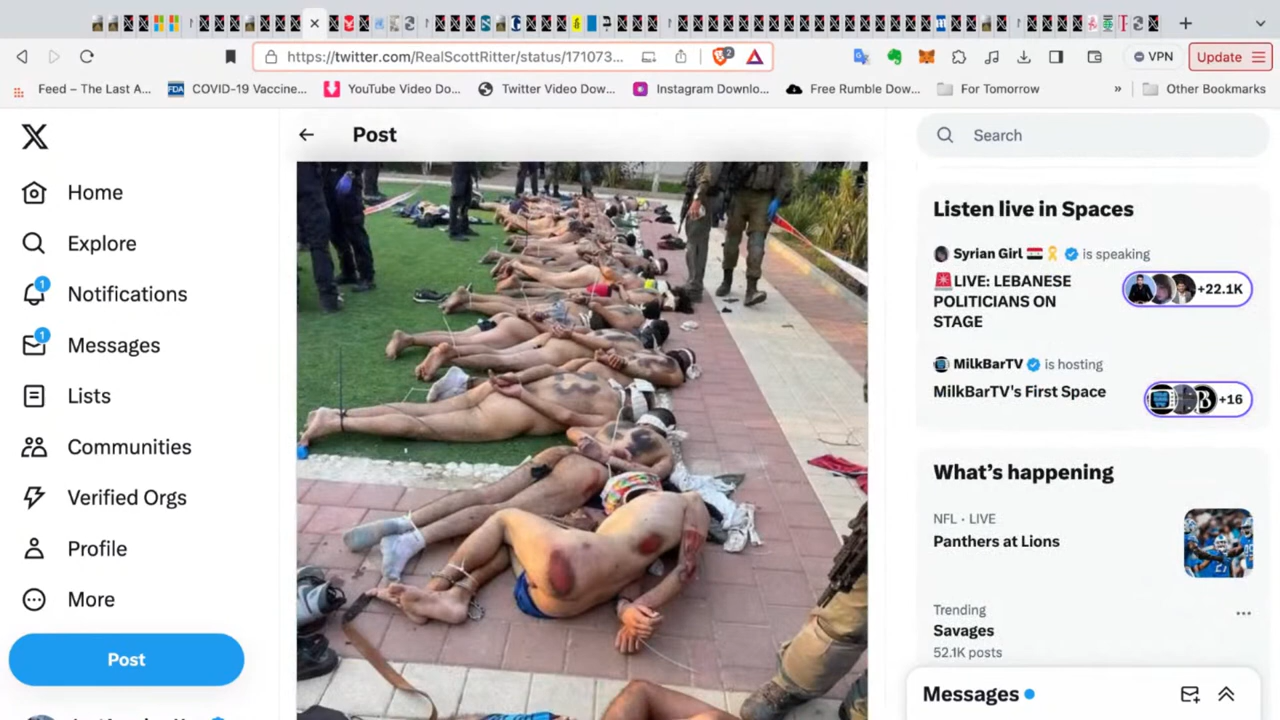 https://twitter.com/RealScottRitter/status/171073...
2
VPN
Update
Feed – The Last A...
FDA
COVID-19 Vaccine...
YouTube Video Do...
Twitter Video Dow...
Instagram Downlo...
Free Rumble Dow...
For Tomorrow
»
Other Bookmarks
Home
Explore
1
Notifications
1
Messages
Lists
Communities
Verified Orgs
Profile
More
Post
Post
Search
Listen live in Spaces
Syrian Girl is speaking
LIVE: LEBANESE
POLITICIANS ON
STAGE
+22.1K
MilkBarTV is hosting
MilkBarTV's First Space
+16
What's happening
NFL · LIVE
Panthers at Lions
Trending
Savages
52.1K posts
Messages